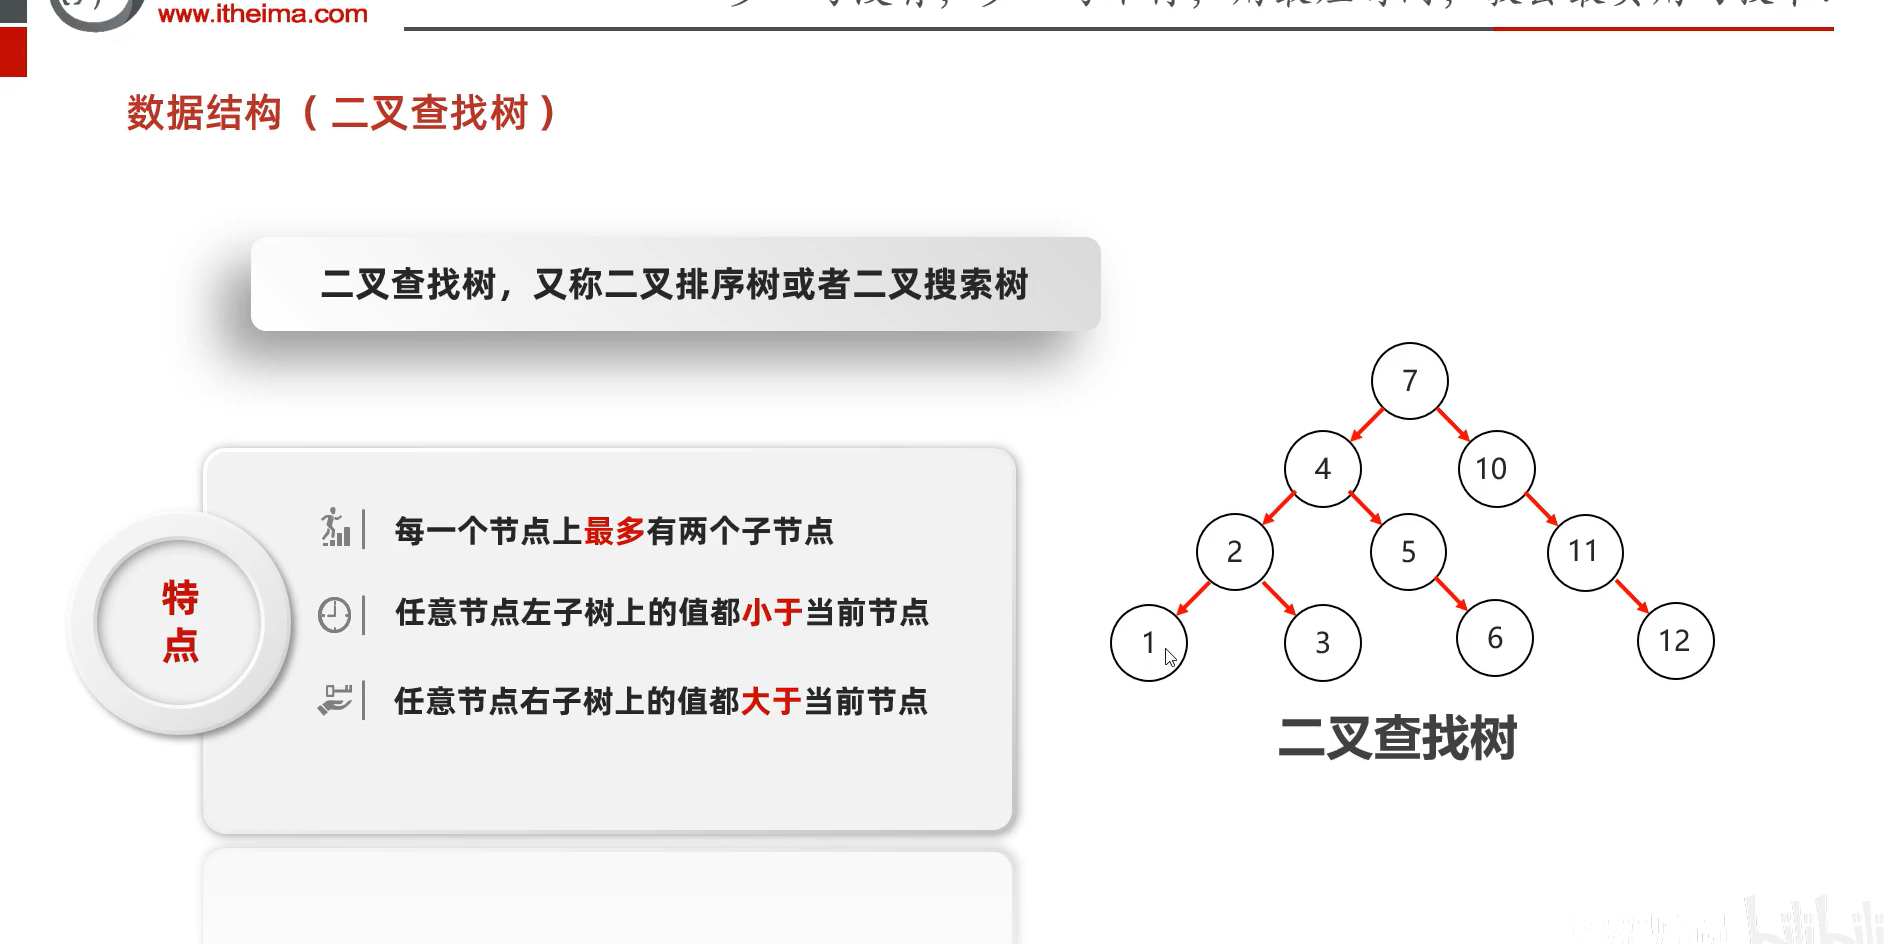 www.itheima.com
数据结构（二叉查找树）
二叉查找树，又称二叉排序树或者二叉搜索树
特点
每一个节点上最多有两个子节点
任意节点左子树上的值都小于当前节点
任意节点右子树上的值都大于当前节点
7
4 10
2 5 11
1 3 6 12
二叉查找树
bilibili